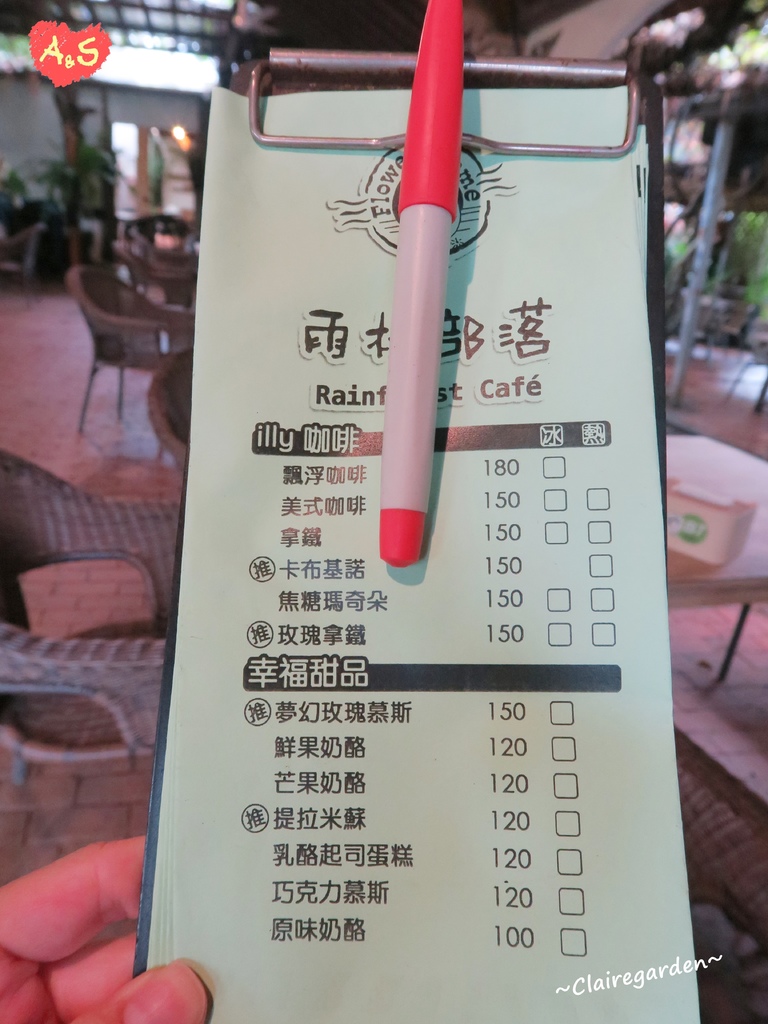 A & S
雨 部落
Café
illy 咖啡 冰 熱
飄浮咖啡 180
美式咖啡 150
拿鐵 150
推 卡布基諾 150
焦糖瑪奇朵 150
推 玫瑰拿鐵 150
幸福甜品
推 夢幻玫瑰慕斯 150
鮮果奶酪 120
芒果奶酪 120
推 提拉米蘇 120
乳酪起司蛋糕 120
巧克力慕斯 120
原味奶酪 100
~Clairegarden~